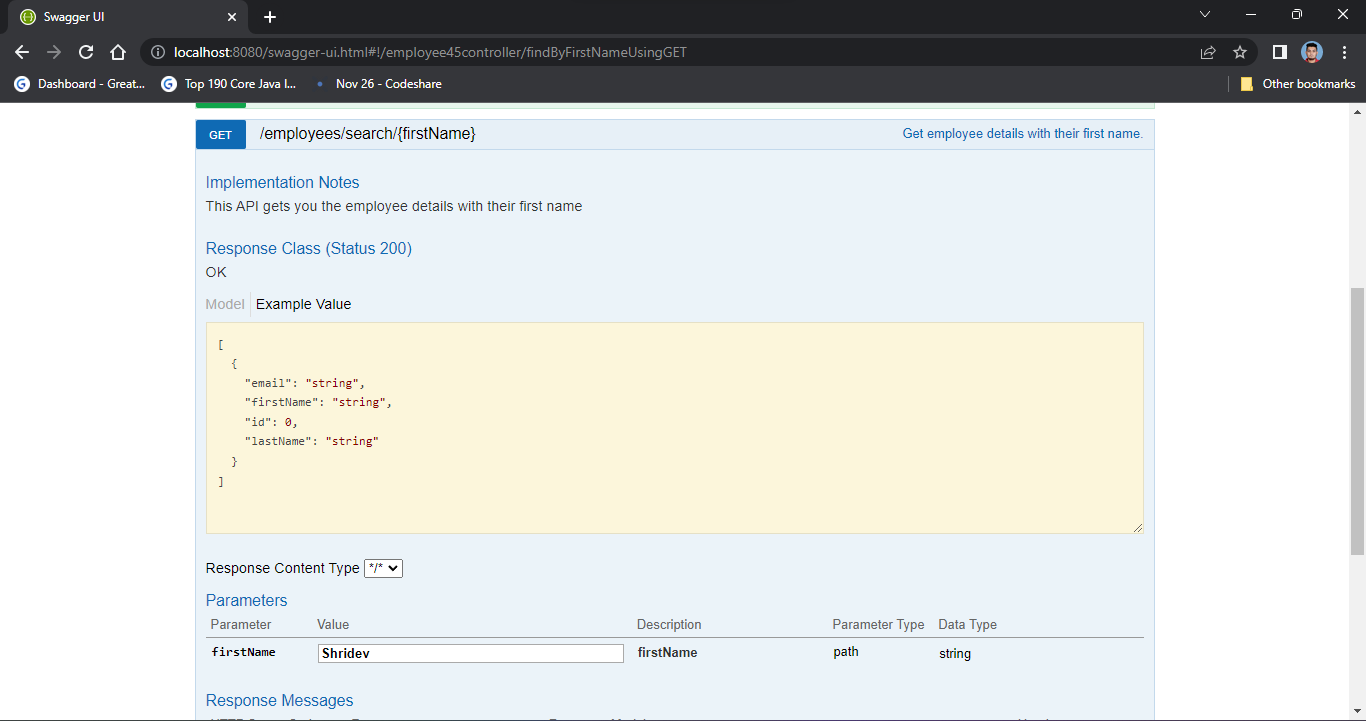 Swagger UI
localhost:8080/swagger-ui.html#!/employee45controller/findByFirstNameUsingGET
Dashboard - Great... Top 190 Core Java I... Nov 26 - Codeshare Other bookmarks
GET /employees/search/{firstName} Get employee details with their first name.
Implementation Notes
This API gets you the employee details with their first name
Response Class (Status 200)
OK
Model Example Value
[
{
"email": "string",
"firstName": "string",
"id": 0,
"lastName": "string"
}
]
Response Content Type */*
Parameters
Parameter Value Description Parameter Type Data Type
firstName Shridev firstName path string
Response Messages